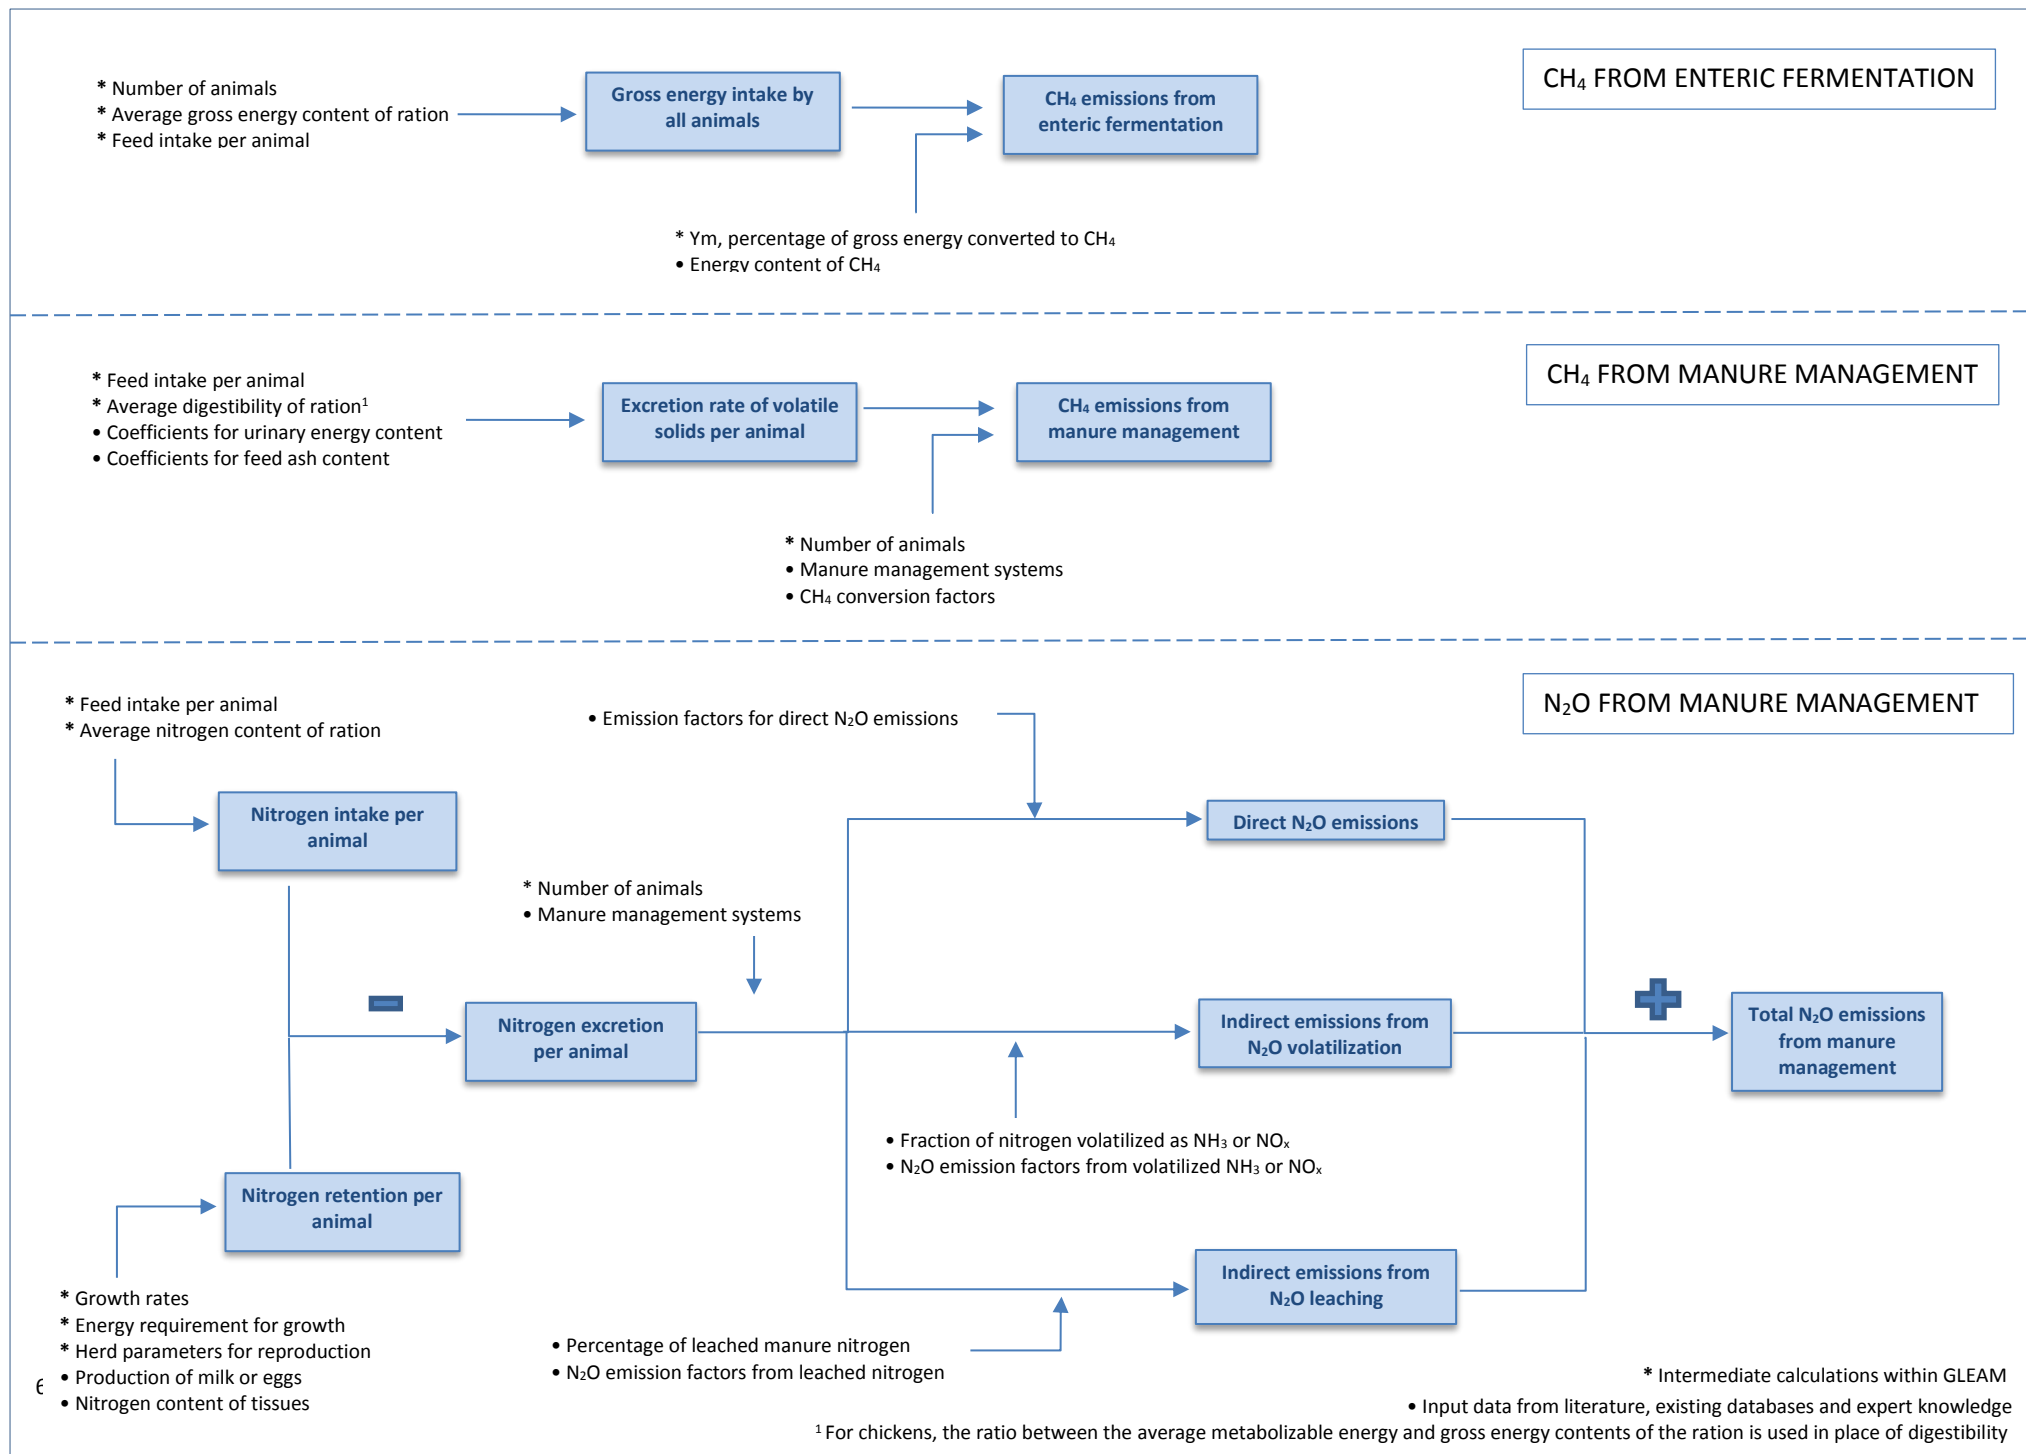 CH₄ FROM ENTERIC FERMENTATION
* Number of animals
* Average gross energy content of ration
* Feed intake per animal
Gross energy intake by
all animals
CH₄ emissions from
enteric fermentation
* Ym, percentage of gross energy converted to CH₄
• Energy content of CH₄
CH₄ FROM MANURE MANAGEMENT
* Feed intake per animal
* Average digestibility of ration¹
• Coefficients for urinary energy content
• Coefficients for feed ash content
Excretion rate of volatile
solids per animal
CH₄ emissions from
manure management
* Number of animals
• Manure management systems
• CH₄ conversion factors
N₂O FROM MANURE MANAGEMENT
* Feed intake per animal
* Average nitrogen content of ration
• Emission factors for direct N₂O emissions
Nitrogen intake per
animal
Direct N₂O emissions
* Number of animals
• Manure management systems
Nitrogen excretion
per animal
Indirect emissions from
N₂O volatilization
Total N₂O emissions
from manure
management
• Fraction of nitrogen volatilized as NH₃ or NOₓ
• N₂O emission factors from volatilized NH₃ or NOₓ
Nitrogen retention per
animal
Indirect emissions from
N₂O leaching
* Growth rates
* Energy requirement for growth
* Herd parameters for reproduction
• Production of milk or eggs
• Nitrogen content of tissues
• Percentage of leached manure nitrogen
• N₂O emission factors from leached nitrogen
* Intermediate calculations within GLEAM
• Input data from literature, existing databases and expert knowledge
¹ For chickens, the ratio between the average metabolizable energy and gross energy contents of the ration is used in place of digestibility